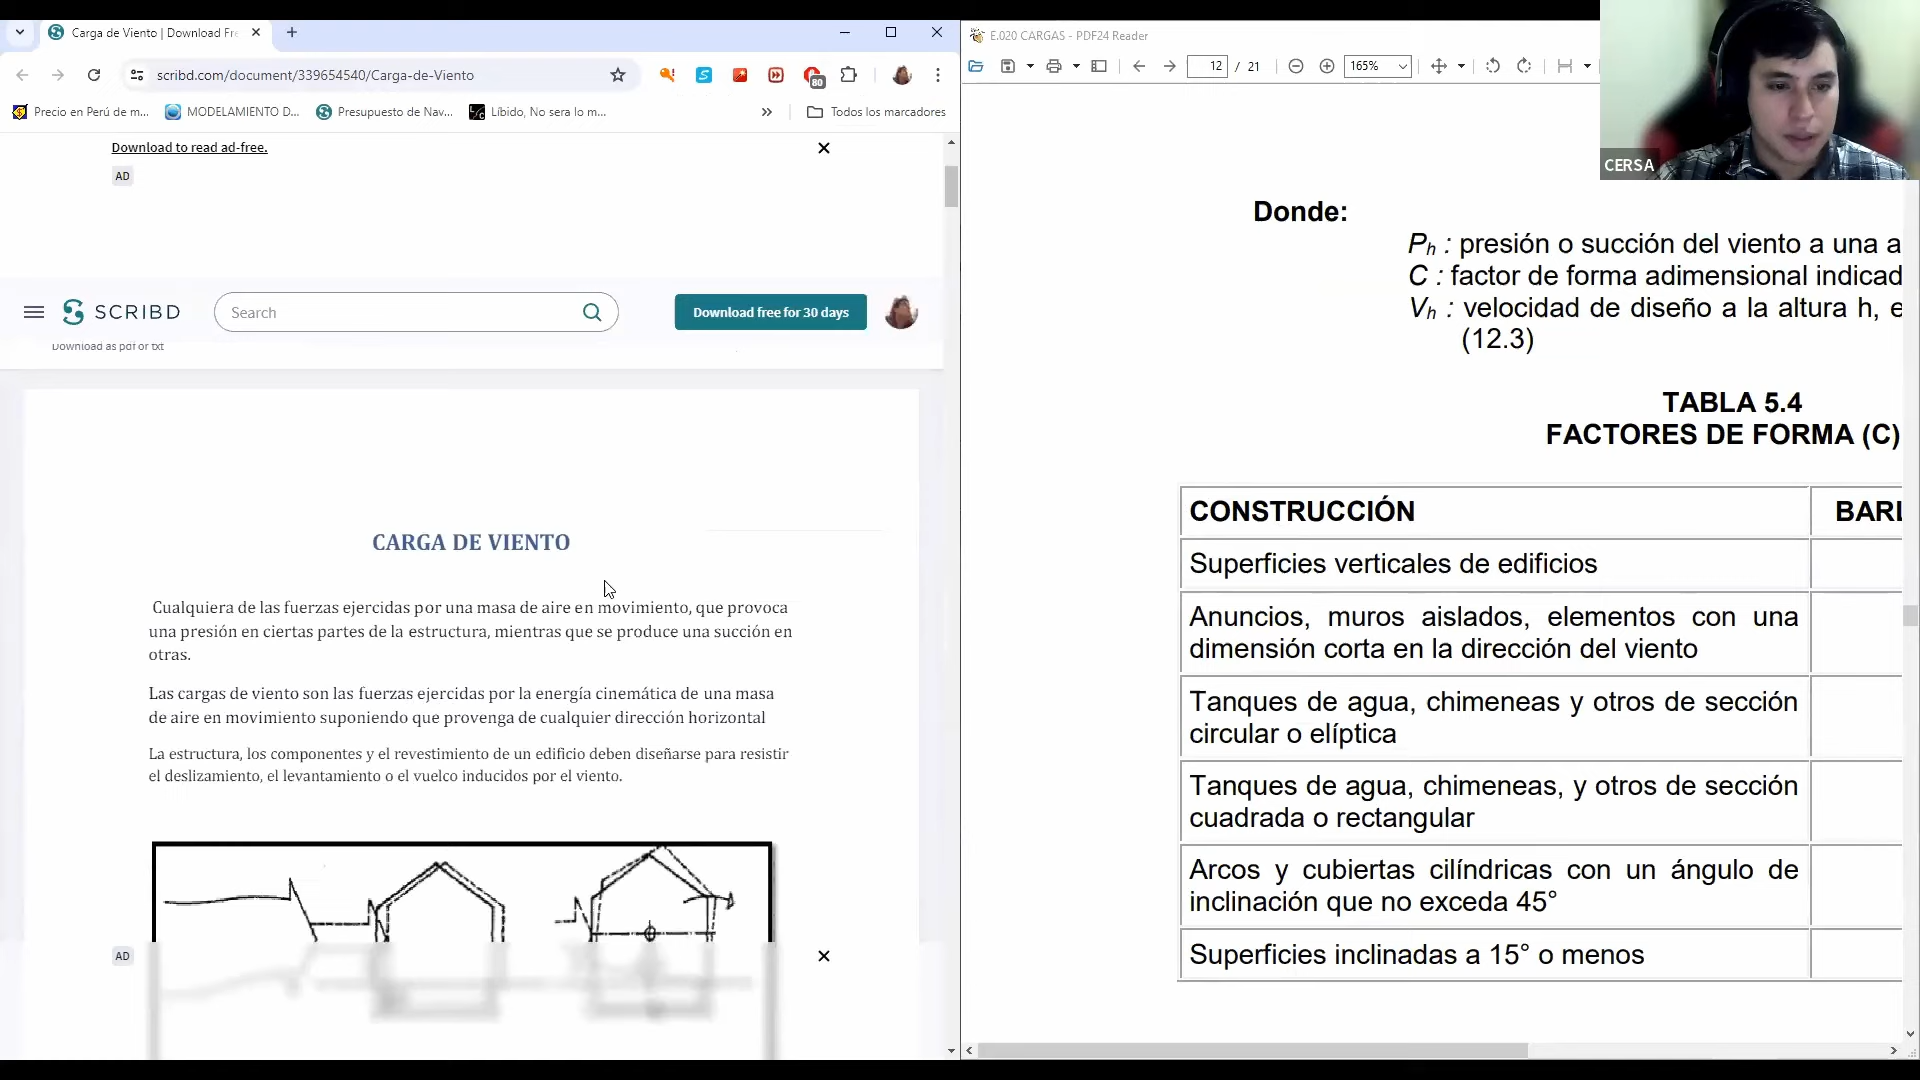 Carga de Viento | Download Fr
scribd.com/document/339654540/Carga-de-Viento
80
Precio en Perú de m...
MODELAMIENTO D...
Presupuesto de Nav...
Líbido, No sera lo m...
Todos los marcadores
Download to read ad-free.
AD
SCRIBD
Search
Download free for 30 days
Download as pdf or txt
CARGA DE VIENTO
Cualquiera de las fuerzas ejercidas por una masa de aire en movimiento, que provoca
una presión en ciertas partes de la estructura, mientras que se produce una succión en
otras.
Las cargas de viento son las fuerzas ejercidas por la energía cinemática de una masa
de aire en movimiento suponiendo que provenga de cualquier dirección horizontal
La estructura, los componentes y el revestimiento de un edificio deben diseñarse para resistir
el deslizamiento, el levantamiento o el vuelco inducidos por el viento.
AD
E.020 CARGAS - PDF24 Reader
12 / 21
165%
CERSA
Donde:
Ph : presión o succión del viento a una a
C : factor de forma adimensional indicad
Vh : velocidad de diseño a la altura h, e
(12.3)
TABLA 5.4
FACTORES DE FORMA (C)
CONSTRUCCIÓN
BARL
Superficies verticales de edificios
Anuncios, muros aislados, elementos con una
dimensión corta en la dirección del viento
Tanques de agua, chimeneas y otros de sección
circular o elíptica
Tanques de agua, chimeneas, y otros de sección
cuadrada o rectangular
Arcos y cubiertas cilíndricas con un ángulo de
inclinación que no exceda 45°
Superficies inclinadas a 15° o menos